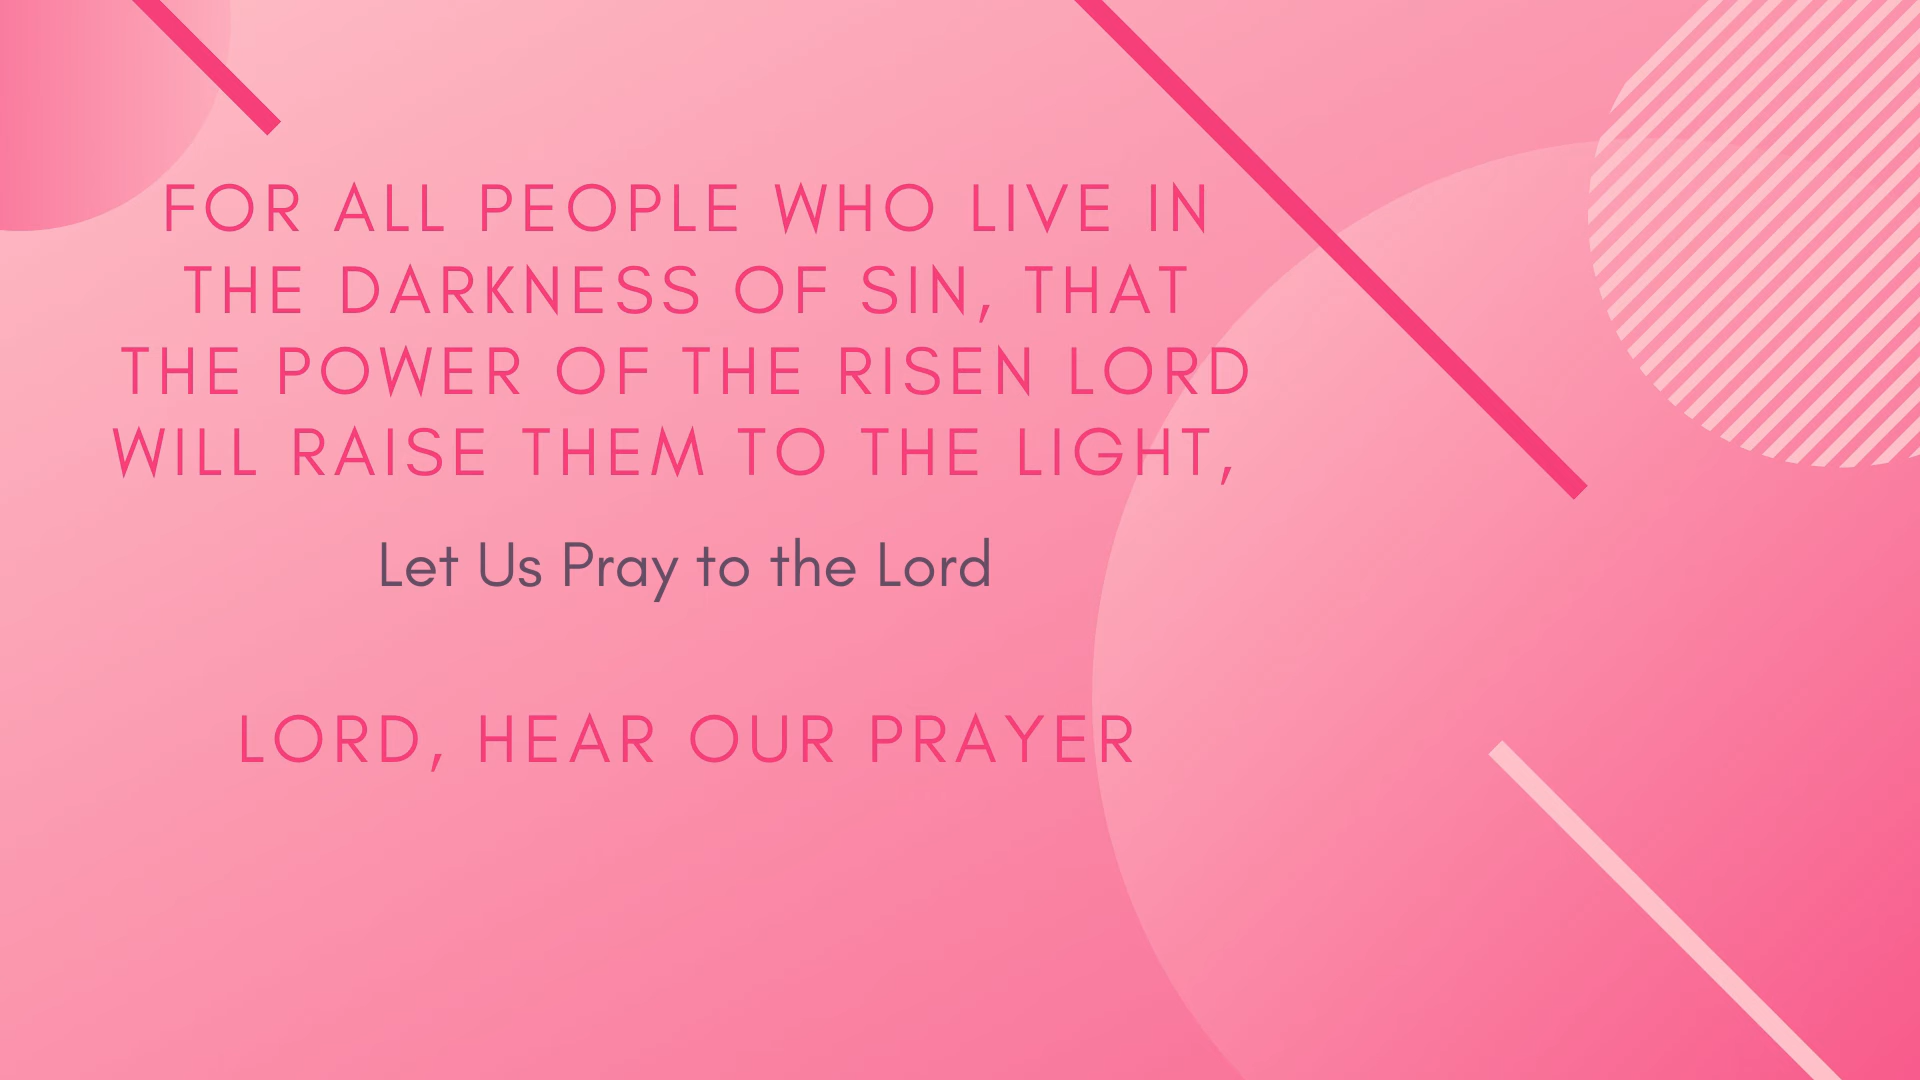 FOR ALL PEOPLE WHO LIVE IN
THE DARKNESS OF SIN, THAT
THE POWER OF THE RISEN LORD
WILL RAISE THEM TO THE LIGHT,
Let Us Pray to the Lord
LORD, HEAR OUR PRAYER